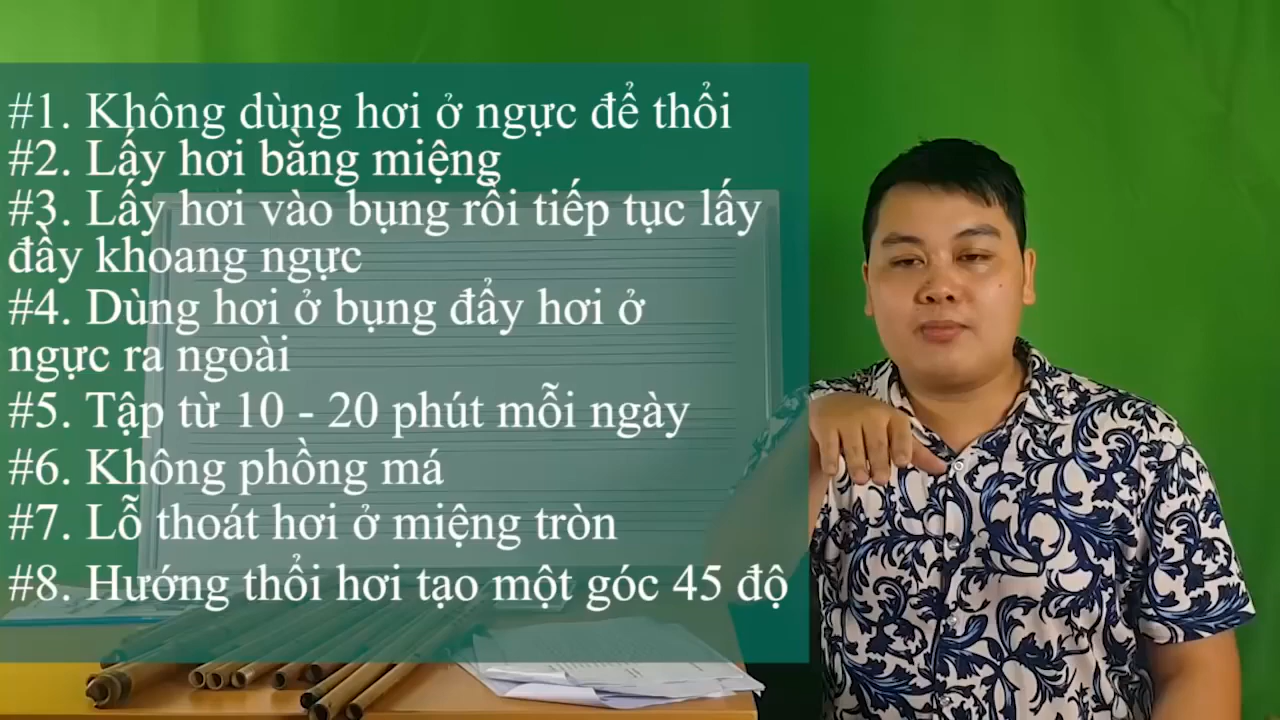 #1. Không dùng hơi ở ngực để thổi
#2. Lấy hơi bằng miệng
#3. Lấy hơi vào bụng rồi tiếp tục lấy
đầy khoang ngực
#4. Dùng hơi ở bụng đẩy hơi ở
ngực ra ngoài
#5. Tập từ 10 - 20 phút mỗi ngày
#6. Không phồng má
#7. Lỗ thoát hơi ở miệng tròn
#8. Hướng thổi hơi tạo một góc 45 độ